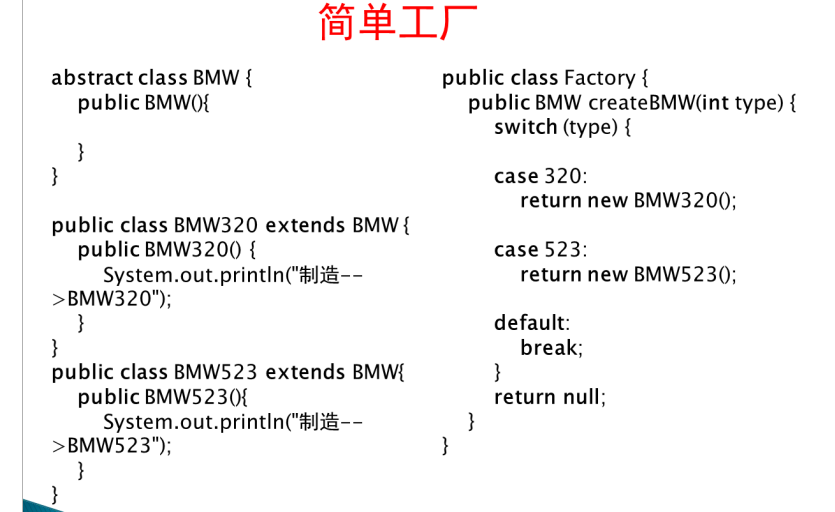 简单工厂
abstract class BMW {
public BMW(){
}
}
public class BMW320 extends BMW {
public BMW320() {
System.out.println("制造--
>BMW320");
}
}
public class BMW523 extends BMW{
public BMW523(){
System.out.println("制造--
>BMW523");
}
}
public class Factory {
public BMW createBMW(int type) {
switch (type) {
case 320:
return new BMW320();
case 523:
return new BMW523();
default:
break;
}
return null;
}
}